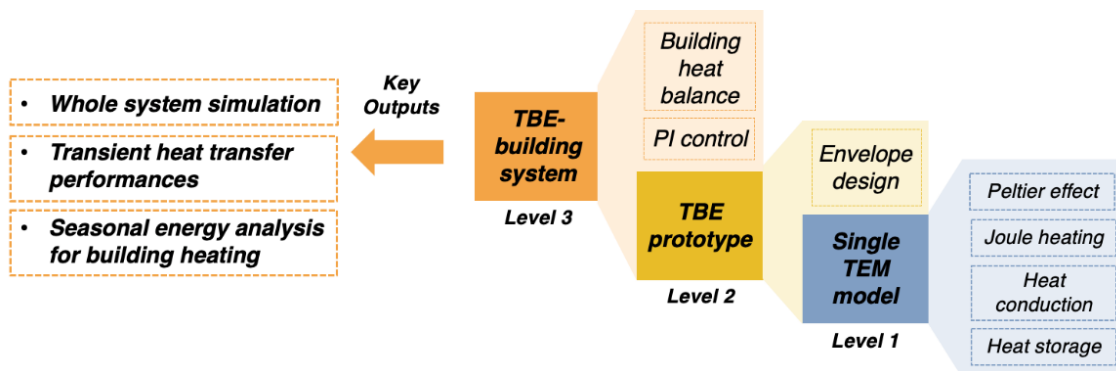 • Whole system simulation
• Transient heat transfer
performances
• Seasonal energy analysis
for building heating
Key
Outputs
TBE-
building
system
Level 3
Building
heat
balance
PI control
TBE
prototype
Level 2
Envelope
design
Single
TEM
model
Level 1
Peltier effect
Joule heating
Heat
conduction
Heat storage